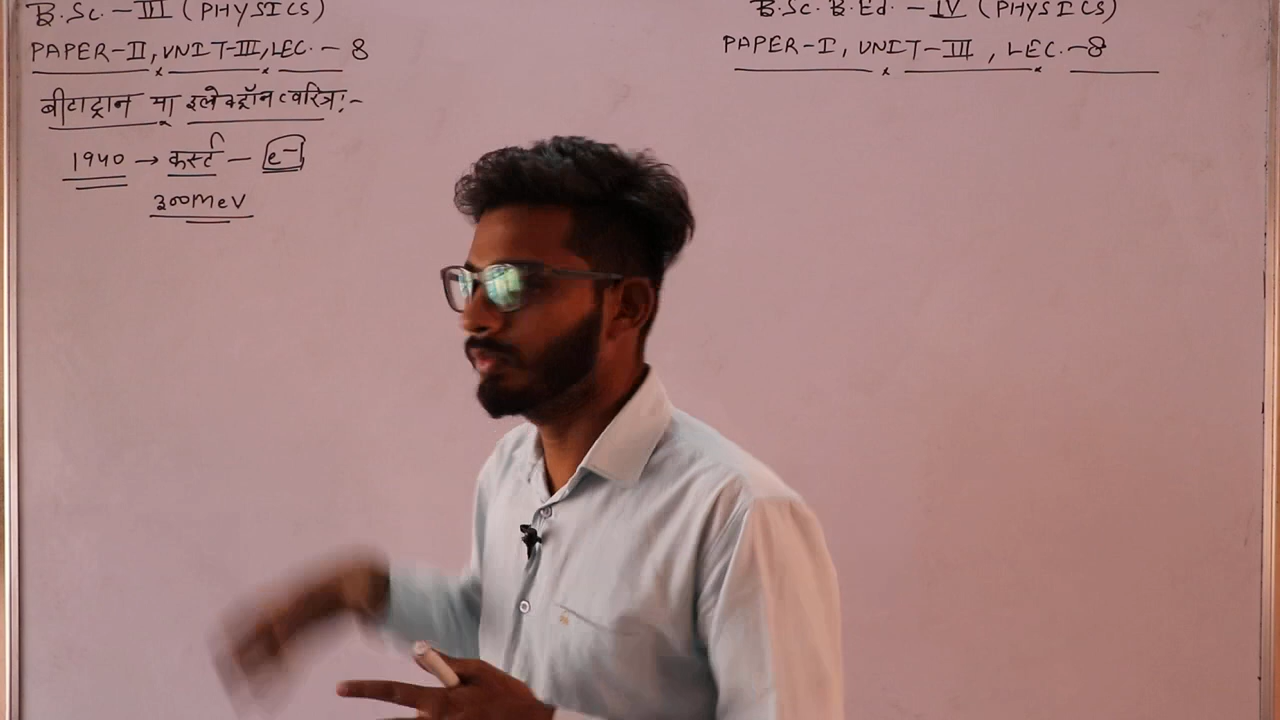 B.Sc. - III (PHYSICS)
PAPER-II, UNIT-III, LEC. - 8
बीटाट्रान या इलेक्ट्रॉन त्वरित्र:-
1940 → कर्स्ट — e-
300MeV
B.Sc. B.Ed. - IV (PHYSICS)
PAPER-I, UNIT-III, LEC. - 8